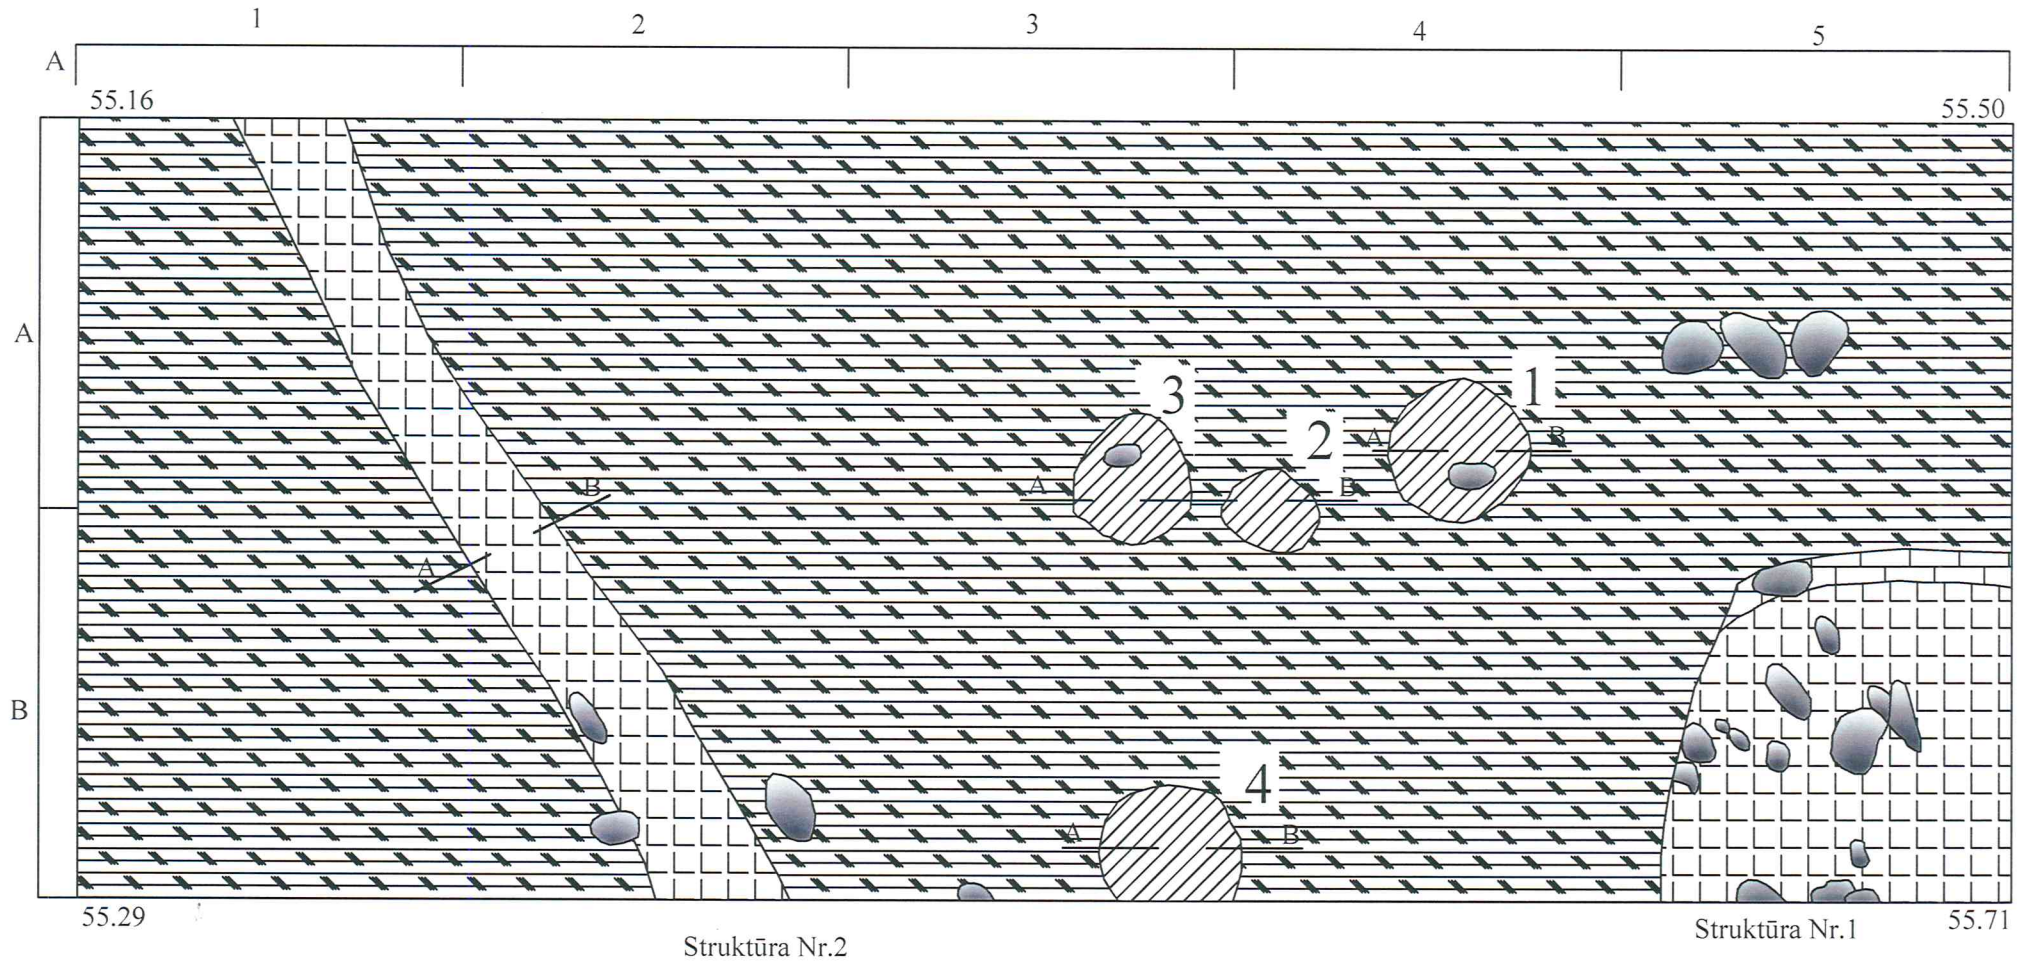 1 2 3 4 5
A
55.16 55.50
A
3 1
2 A B
A B
B
A
B
4
A B
55.29 55.71
Struktūra Nr.2 Struktūra Nr.1